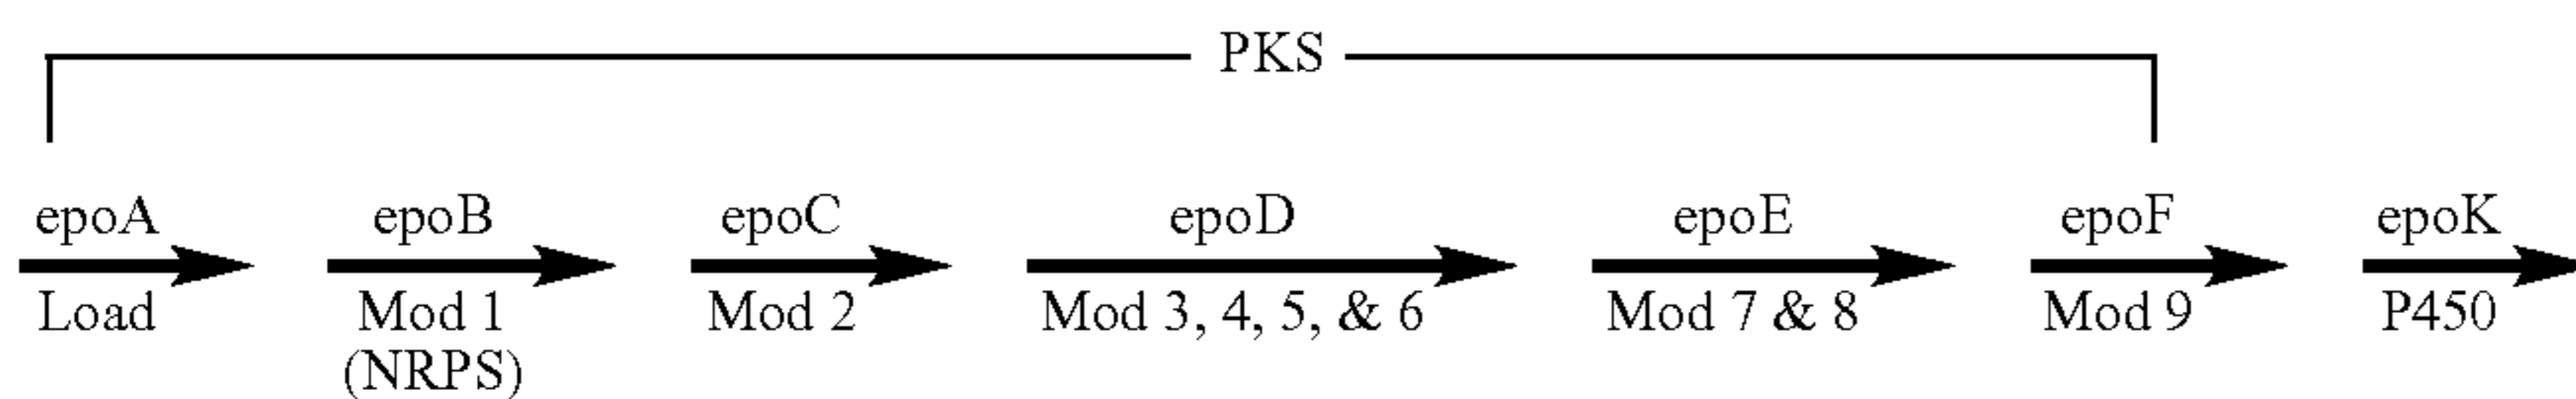 PKS
epoA epoB epoC epoD epoE epoF epoK
Load Mod 1 Mod 2 Mod 3, 4, 5, & 6 Mod 7 & 8 Mod 9 P450
(NRPS)